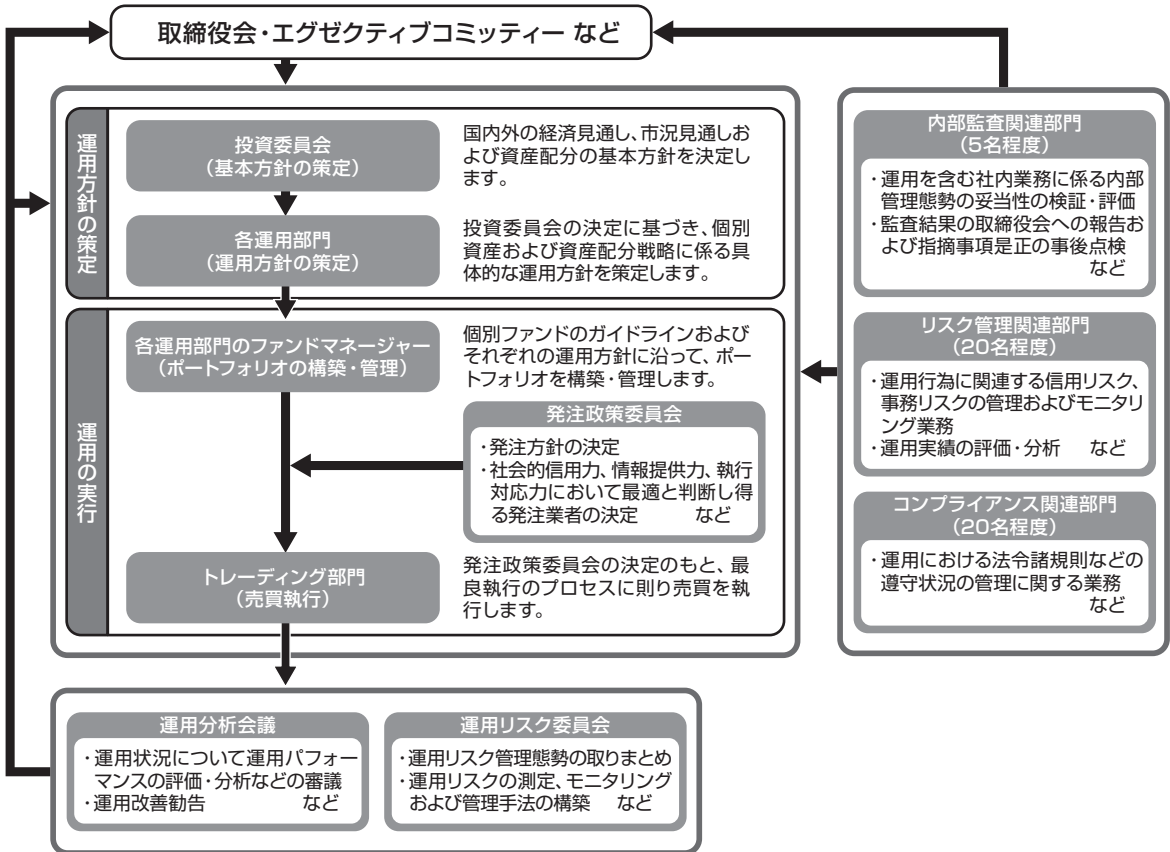 取締役会・エグゼクティブコミッティー など
運用方針の策定
投資委員会
(基本方針の策定)
国内外の経済見通し、市況見通しお
よび資産配分の基本方針を決定し
ます。
各運用部門
(運用方針の策定)
投資委員会の決定に基づき、個別
資産および資産配分戦略に係る具
体的な運用方針を策定します。
運用の実行
各運用部門のファンドマネージャー
(ポートフォリオの構築・管理)
個別ファンドのガイドラインおよび
それぞれの運用方針に沿って、ポー
トフォリオを構築・管理します。
発注政策委員会
・発注方針の決定
・社会的信用力、情報提供力、執行
対応力において最適と判断し得
る発注業者の決定 など
トレーディング部門
(売買執行)
発注政策委員会の決定のもと、最
良執行のプロセスに則り売買を執
行します。
内部監査関連部門
(5名程度)
・運用を含む社内業務に係る内部
管理態勢の妥当性の検証・評価
・監査結果の取締役会への報告お
よび指摘事項是正の事後点検
など
リスク管理関連部門
(20名程度)
・運用行為に関連する信用リスク、
事務リスクの管理およびモニタリ
ング業務
・運用実績の評価・分析 など
コンプライアンス関連部門
(20名程度)
・運用における法令諸規則などの
遵守状況の管理に関する業務
など
運用分析会議
・運用状況について運用パフォー
マンスの評価・分析などの審議
・運用改善勧告 など
運用リスク委員会
・運用リスク管理態勢の取りまとめ
・運用リスクの測定、モニタリング
および管理手法の構築 など